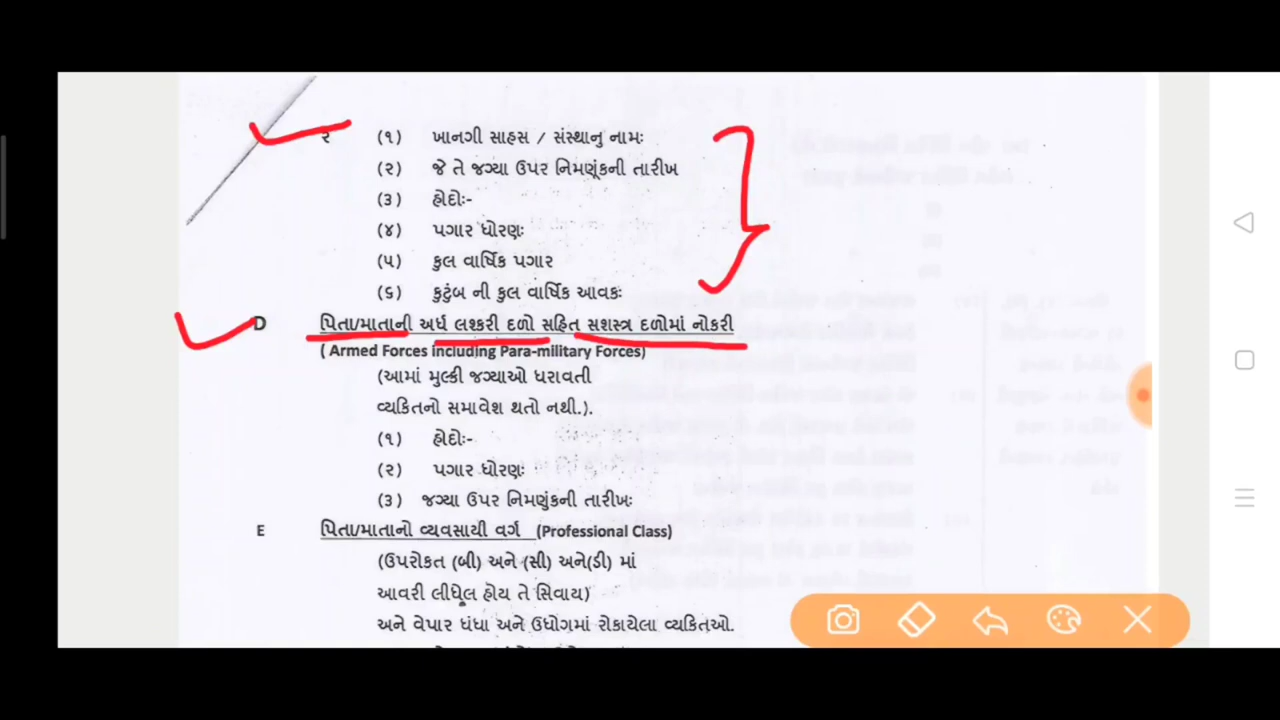 ૨ (૧) ખાનગી સાહસ / સંસ્થાનુ નામઃ
(૨) જે તે જગ્યા ઉપર નિમણૂંકની તારીખ
(૩) હોદોઃ-
(૪) પગાર ધોરણઃ
(૫) કુલ વાર્ષિક પગાર
(૬) કુટુંબ ની કુલ વાર્ષિક આવકઃ
D પિતા/માતાની અર્ધ લશ્કરી દળો સહિત સશસ્ત્ર દળોમાં નોકરી
( Armed Forces including Para-military Forces)
(આમાં મુલ્કી જગ્યાઓ ધરાવતી
વ્યકિતનો સમાવેશ થતો નથી.).
(૧) હોદોઃ-
(૨) પગાર ધોરણઃ
(૩) જગ્યા ઉપર નિમણુંકની તારીખઃ
E પિતા/માતાનો વ્યવસાયી વર્ગ (Professional Class)
(ઉપરોકત (બી) અને (સી) અને(ડી) માં
આવરી લીધેલ હોય તે સિવાય)
અને વેપાર ધંધા અને ઉધોગમાં રોકાયેલા વ્યકિતઓ.